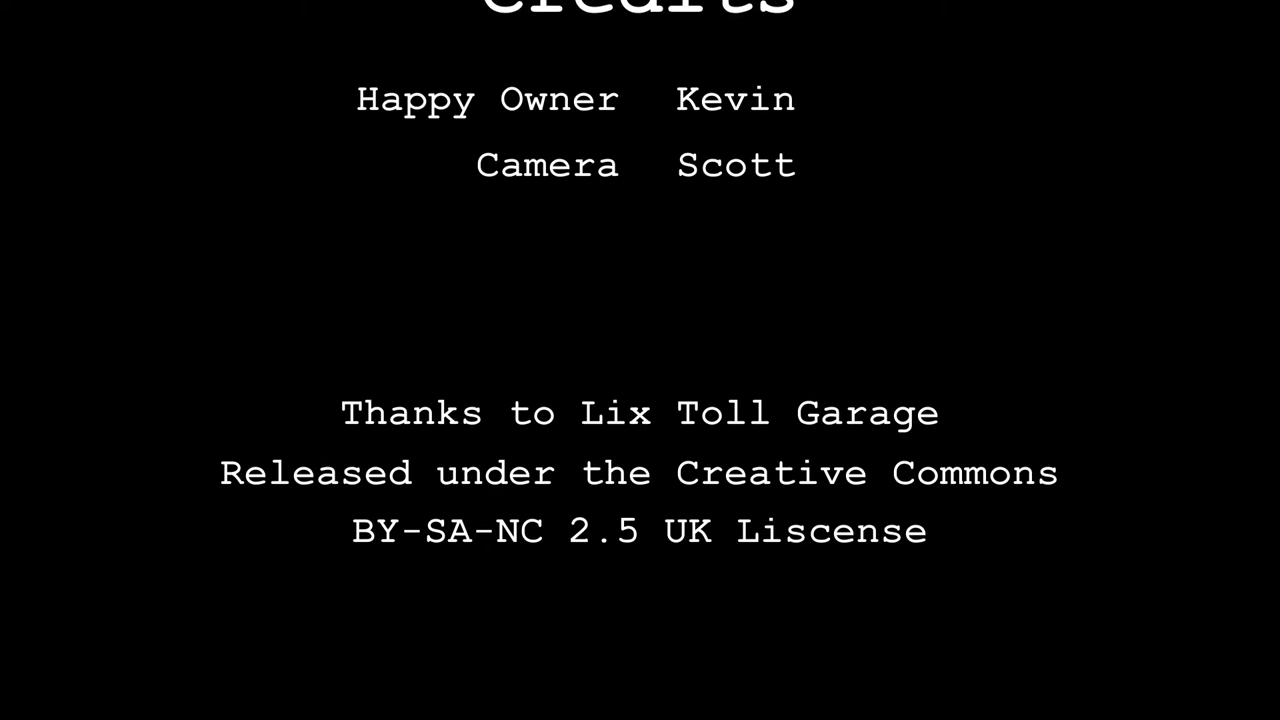 Credits
Happy Owner Kevin
Camera Scott
Thanks to Lix Toll Garage
Released under the Creative Commons
BY-SA-NC 2.5 UK Liscense